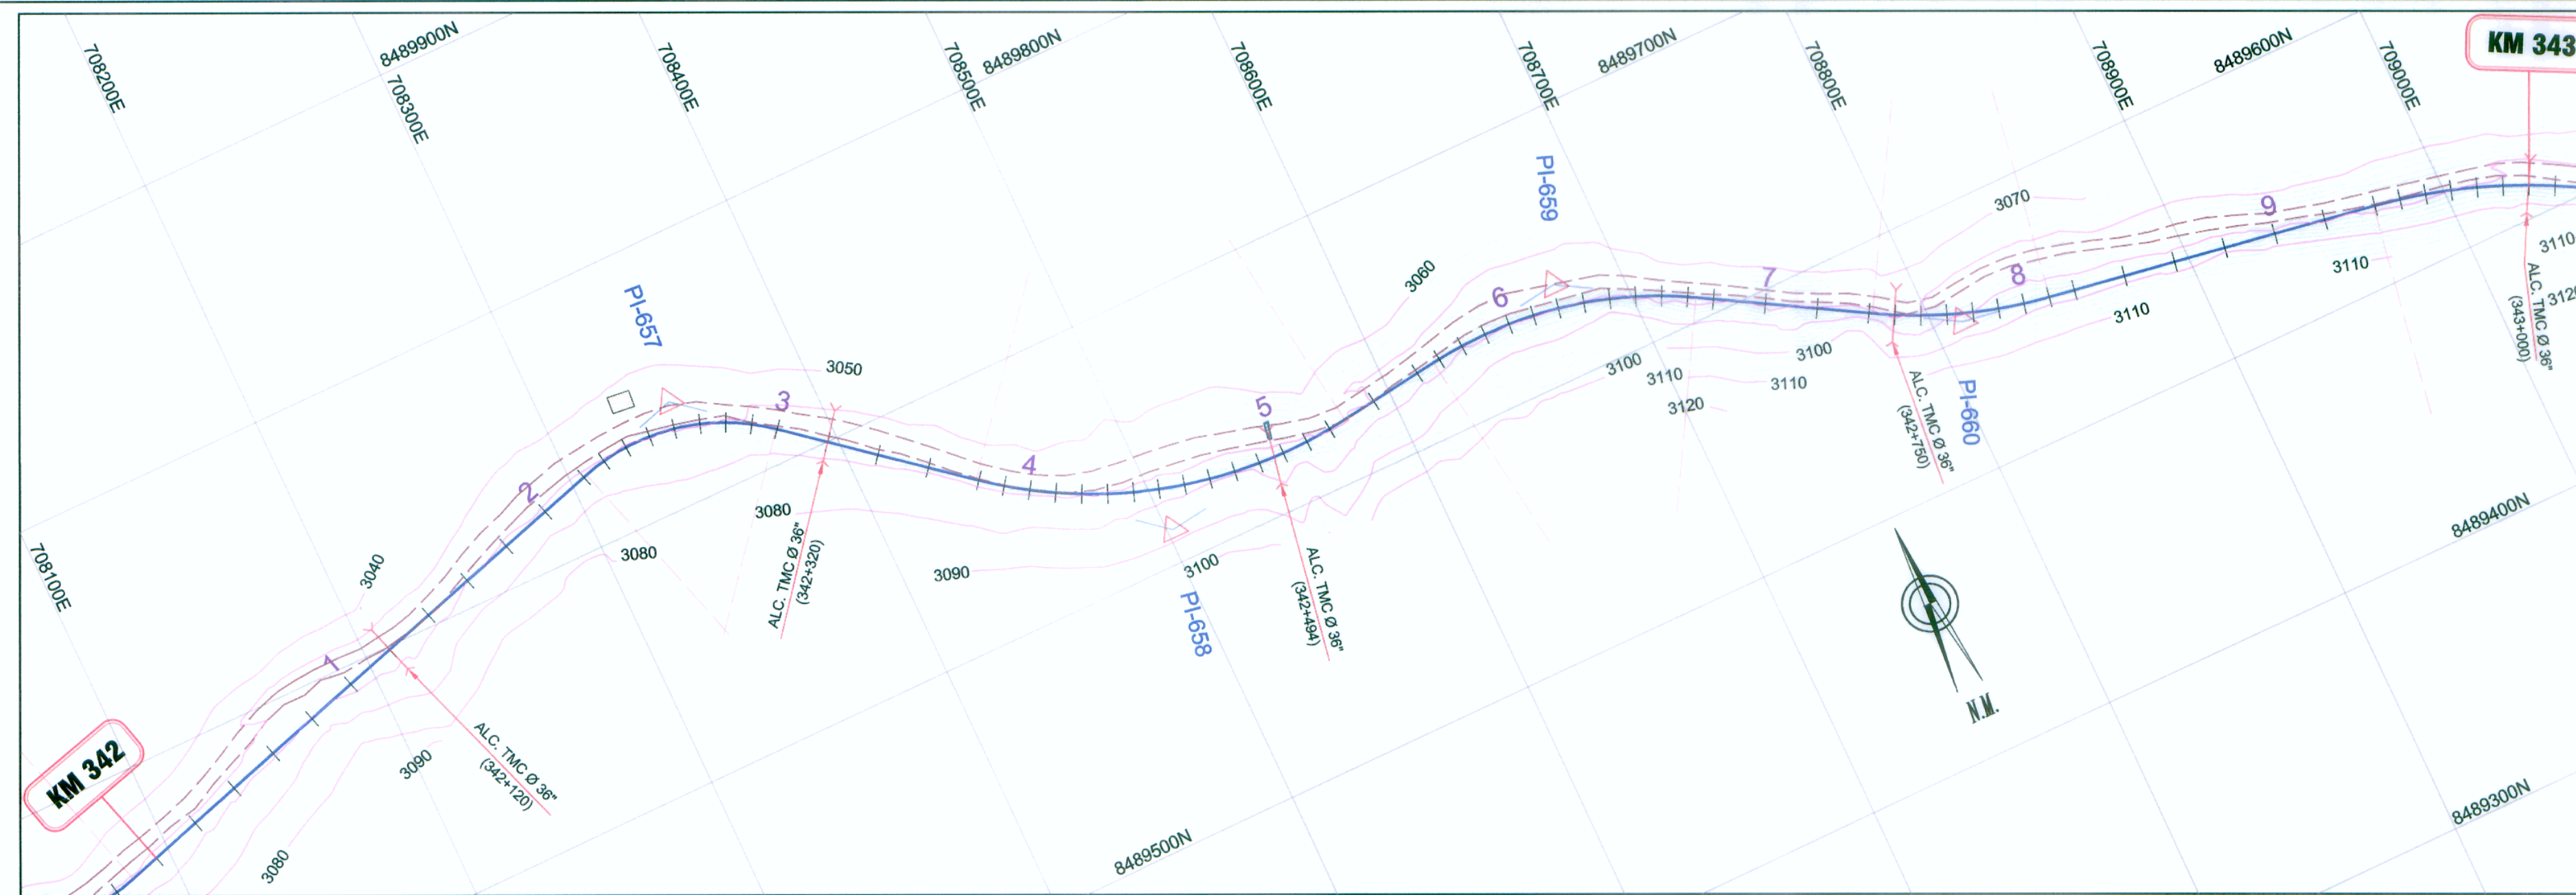 708200E
8489900N
708300E
708400E
708500E
8489800N
708600E
708700E
8489700N
708800E
708900E
8489600N
709000E
KM 343
PI-659
3070
9
3110
3110
3060
6
7
8
3110
ALC. TMC Ø 36"
(343+000)
PI-657
3050
3
5
3100
3110
3120
3100
3110
ALC. TMC Ø 36"
(342+750)
PI-660
2
4
3080
ALC. TMC Ø 36"
(342+320)
3080
3090
3100
PI-658
ALC. TMC Ø 36"
(342+494)
8489400N
708100E
3040
1
N.M.
KM 342
3090
ALC. TMC Ø 36"
(342+120)
3080
8489500N
8489300N